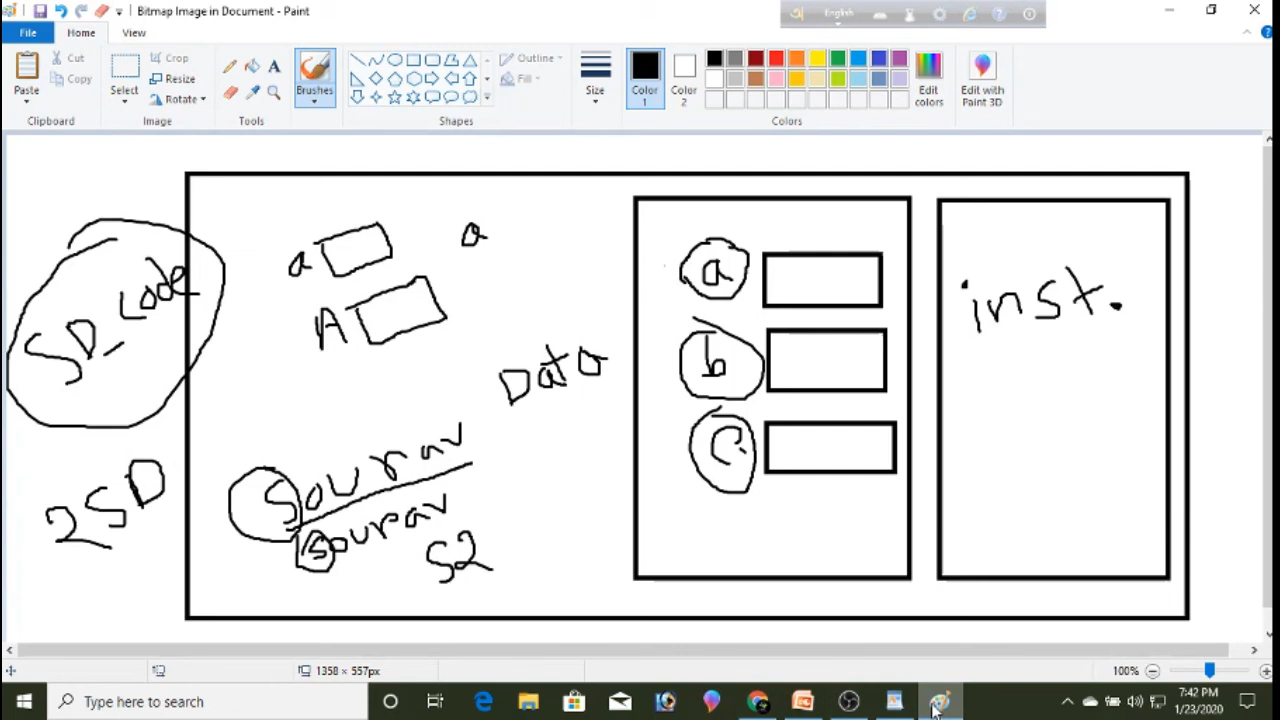 Bitmap Image in Document - Paint
English
File
Home
View
Paste
Cut
Copy
Clipboard
Select
Crop
Resize
Rotate
Image
Tools
Brushes
Shapes
Outline
Fill
Size
Color 1
Color 2
Edit colors
Colors
Edit with Paint 3D
SD_Code
a
a
A
Data
a
b
c
inst.
2SD
Sourav
Sourav
S2
1358 × 557px
100%
Type here to search
7:42 PM
1/23/2020